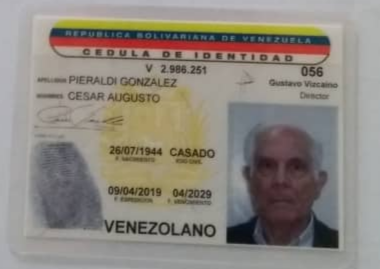 REPUBLICA BOLIVARIANA DE VENEZUELA
CEDULA DE IDENTIDAD
V 2.986.251
056
Gustavo Vizcaino
Director
APELLIDOS PIERALDI GONZALEZ
NOMBRES CESAR AUGUSTO
26/07/1944 CASADO
F. NACIMIENTO EDO CIVIL
09/04/2019 04/2029
F. EXPEDICION F. VENCIMIENTO
VENEZOLANO